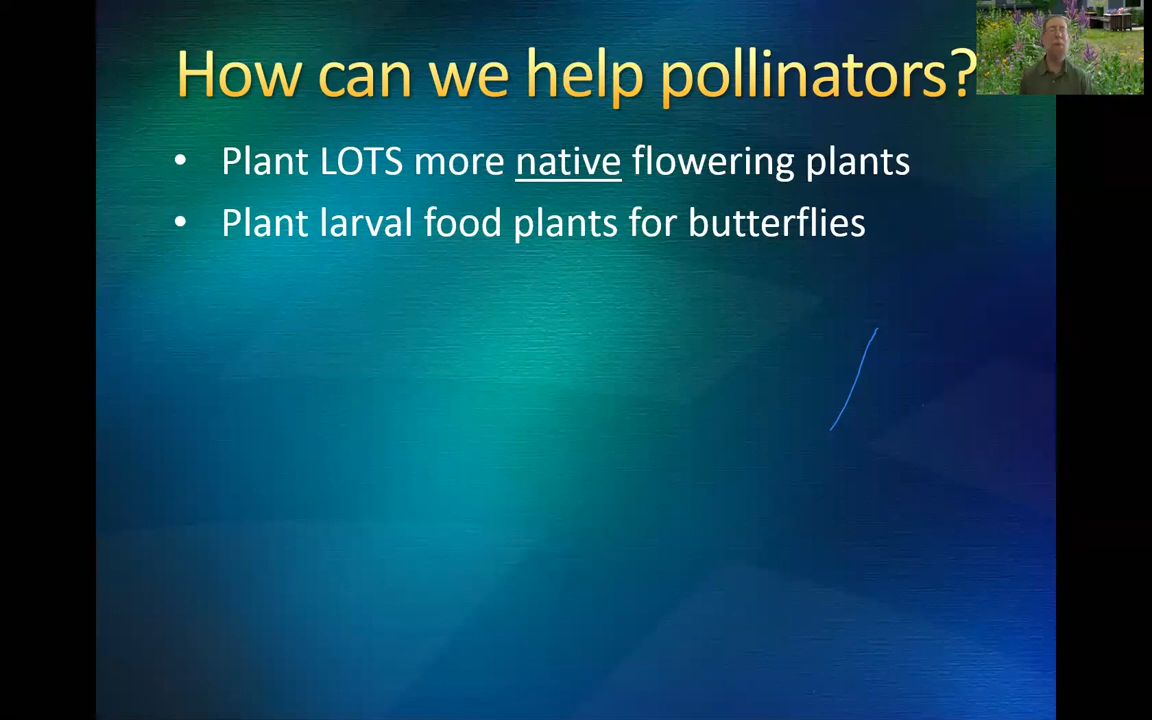 How can we help pollinators?
• Plant LOTS more native flowering plants
• Plant larval food plants for butterflies